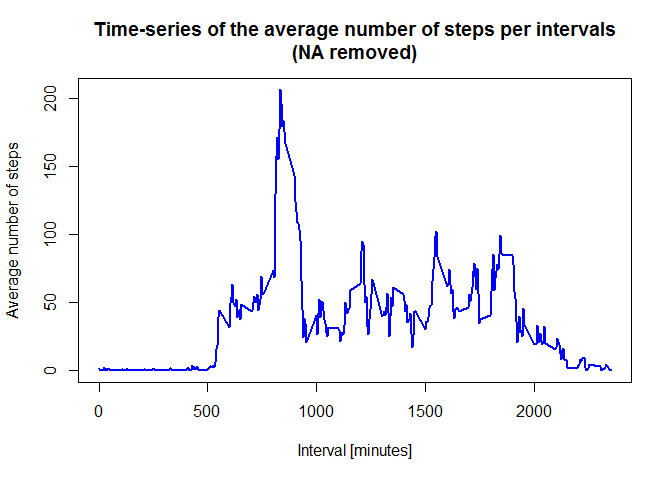 Time-series of the average number of steps per intervals
(NA removed)
Average number of steps
200
150
100
50
0
0 500 1000 1500 2000
Interval [minutes]